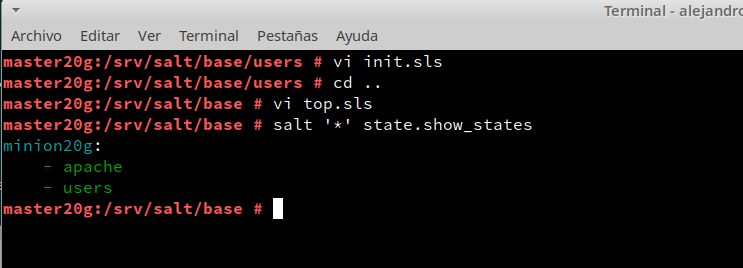 Terminal - alejandro
Archivo Editar Ver Terminal Pestañas Ayuda
master20g:/srv/salt/base/users # vi init.sls
master20g:/srv/salt/base/users # cd ..
master20g:/srv/salt/base # vi top.sls
master20g:/srv/salt/base # salt '*' state.show_states
minion20g:
    - apache
    - users
master20g:/srv/salt/base #